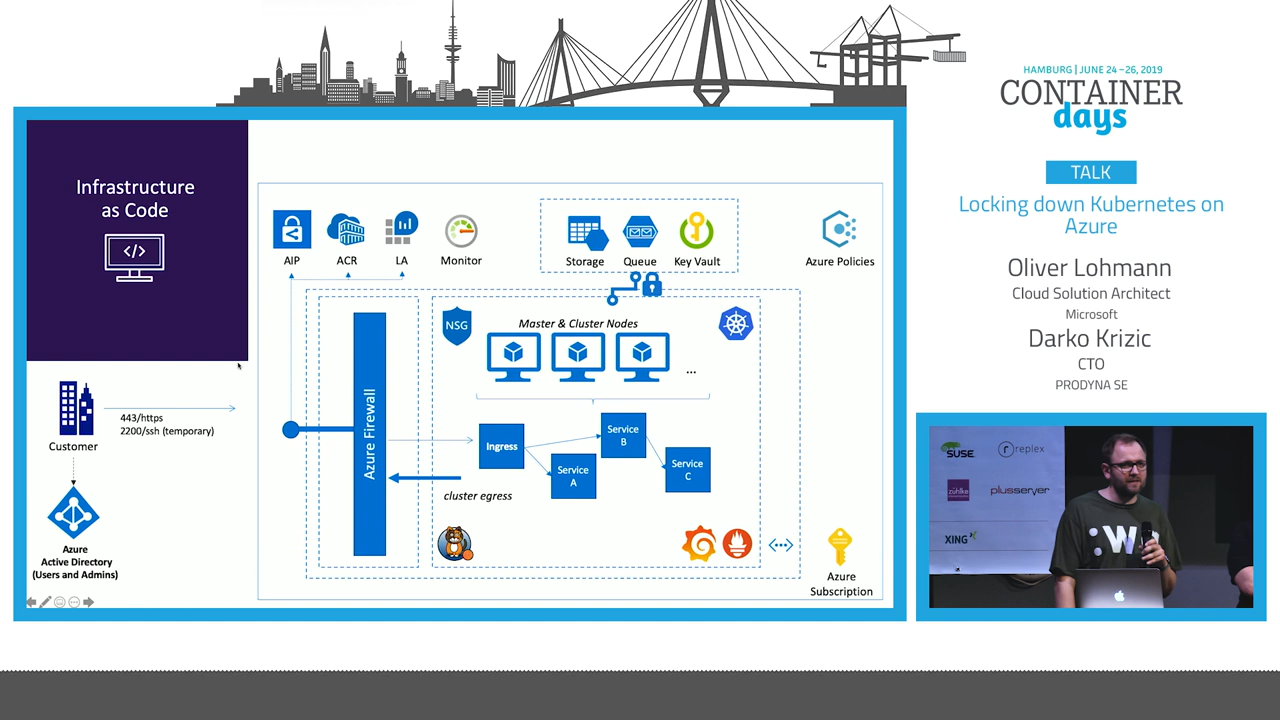 HAMBURG | JUNE 24 – 26, 2019
CONTAINER
days
TALK
Locking down Kubernetes on
Azure
Oliver Lohmann
Cloud Solution Architect
Microsoft
Darko Krizic
CTO
PRODYNA SE
Infrastructure
as Code
</>
AIP
ACR
LA
Monitor
Storage
Queue
Key Vault
Azure Policies
NSG
Master & Cluster Nodes
...
Azure Firewall
Ingress
Service
A
Service
B
Service
C
cluster egress
Customer
443/https
2200/ssh (temporary)
Azure
Active Directory
(Users and Admins)
Azure
Subscription
SUSE
replex
zühlke
plusserver
XING
:W